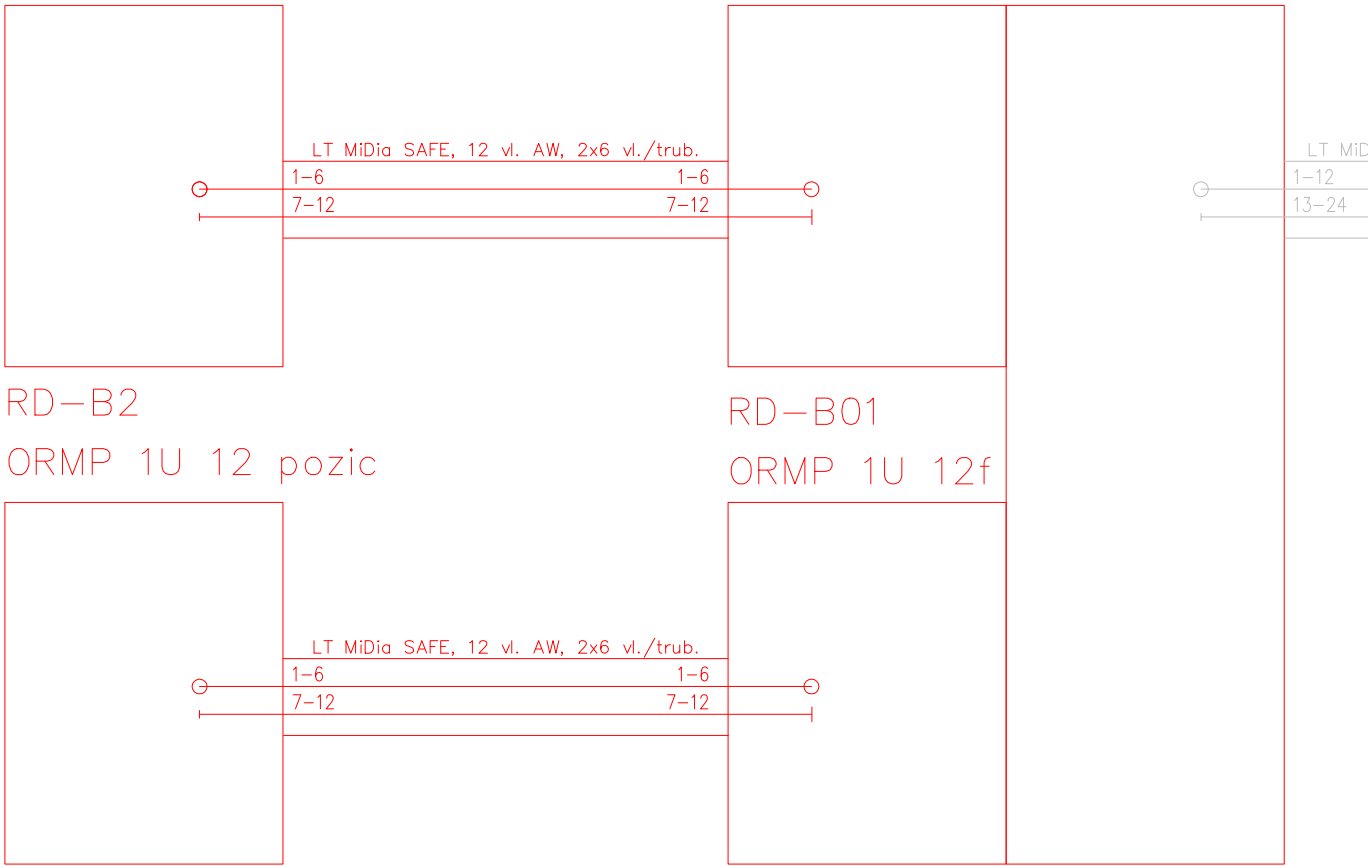 LT MiDia SAFE, 12 vl. AW, 2x6 vl./trub.
1-6 1-6
7-12 7-12
LT MiD
1-12
13-24
RD-B2
ORMP 1U 12 pozic
RD-B01
ORMP 1U 12f
LT MiDia SAFE, 12 vl. AW, 2x6 vl./trub.
1-6 1-6
7-12 7-12